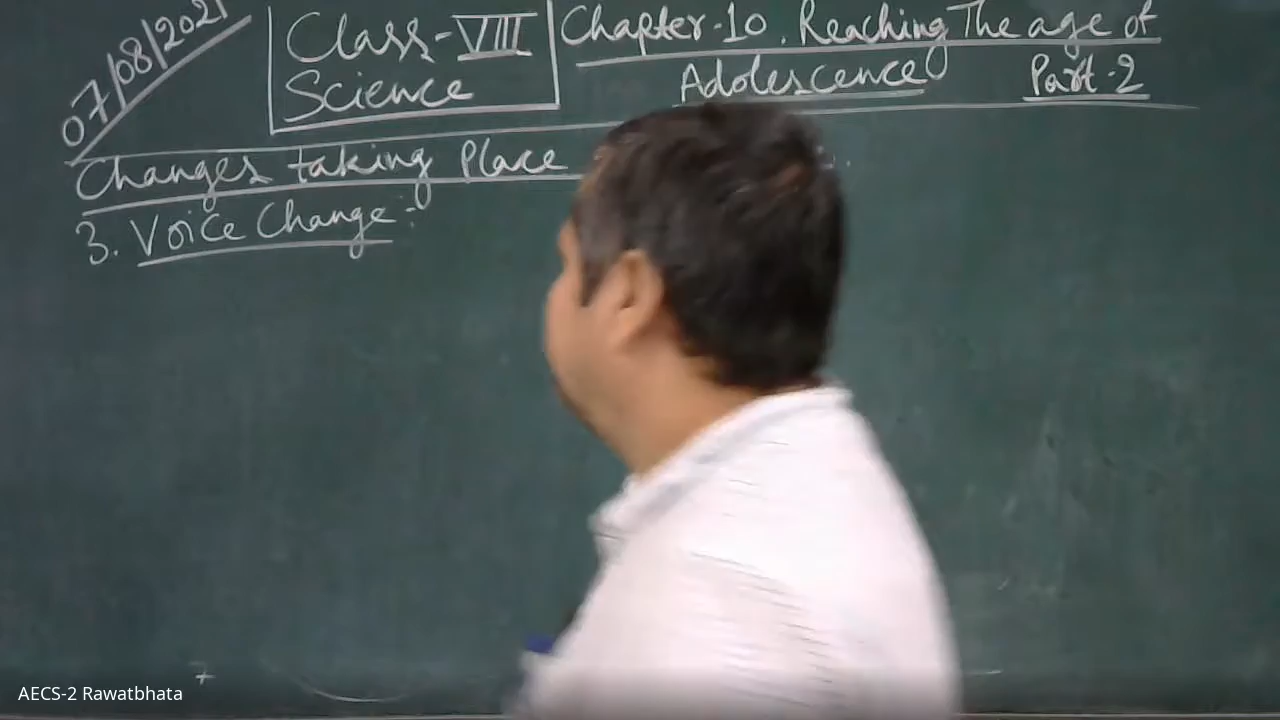 07/08/2021
Class-VIII
Science
Chapter-10. Reaching The age of
Adolescence Part-2
Changes taking Place
3. Voice Change:-
AECS-2 Rawatbhata